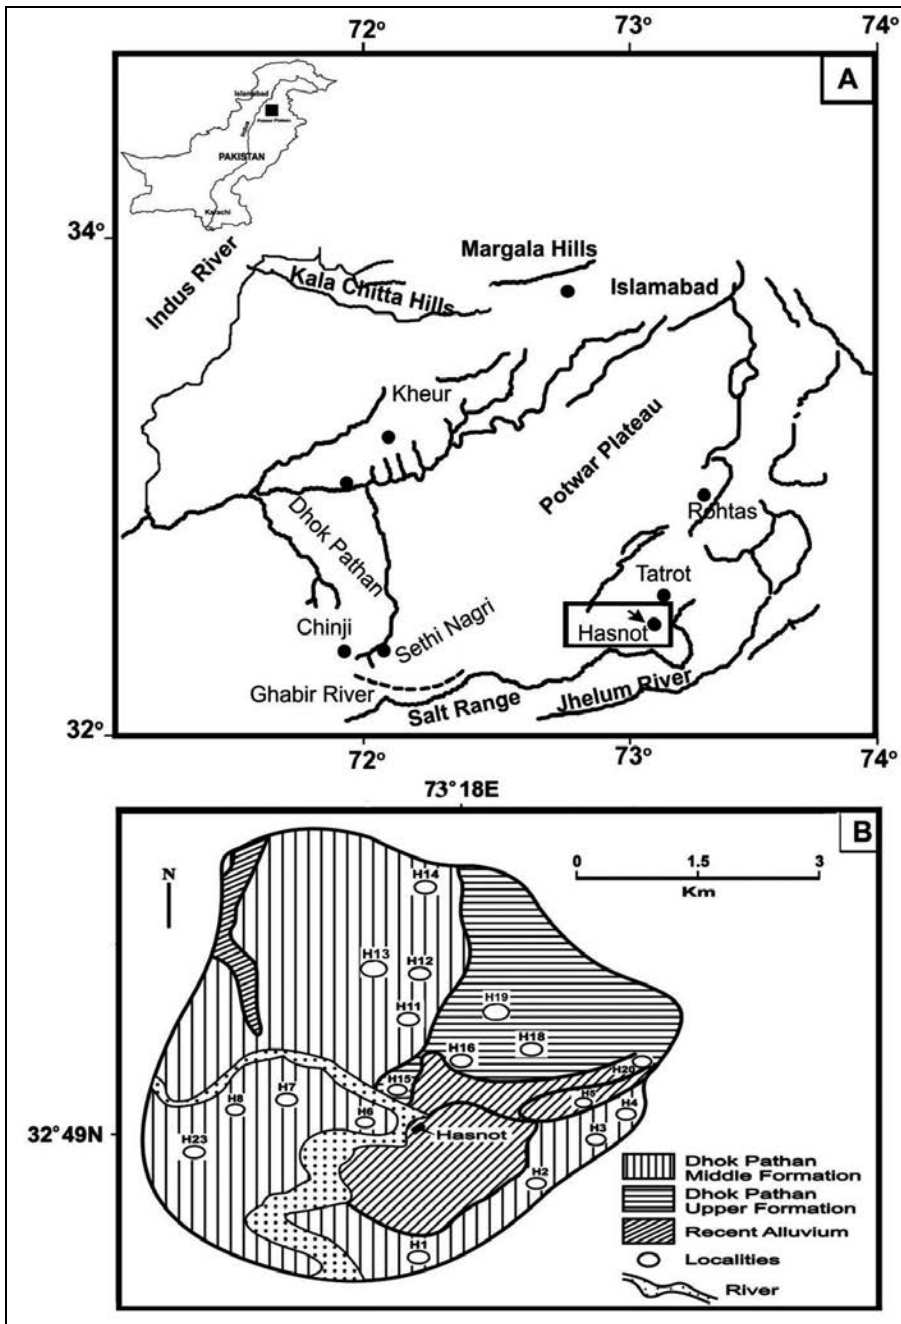 72°
73°
74°
A
Islamabad
Potwar Plateau
PAKISTAN
Karachi
34°
Indus River
Margala Hills
Kala Chitta Hills
Islamabad
Kheur
Potwar Plateau
Dhok Pathan
Rohtas
Tatrot
Chinji
Sethi Nagri
Hasnot
Ghabir River
Salt Range
Jhelum River
32°
72°
73°
74°
73°18E
B
N
0 1.5 3
Km
H14
H13
H12
H19
H11
H18
H16
H20
H15
H7
H5
H8
H6
H4
32°49N
Hasnot
H3
H23
H2
H1
Dhok Pathan
Middle Formation
Dhok Pathan
Upper Formation
Recent Alluvium
Localities
River